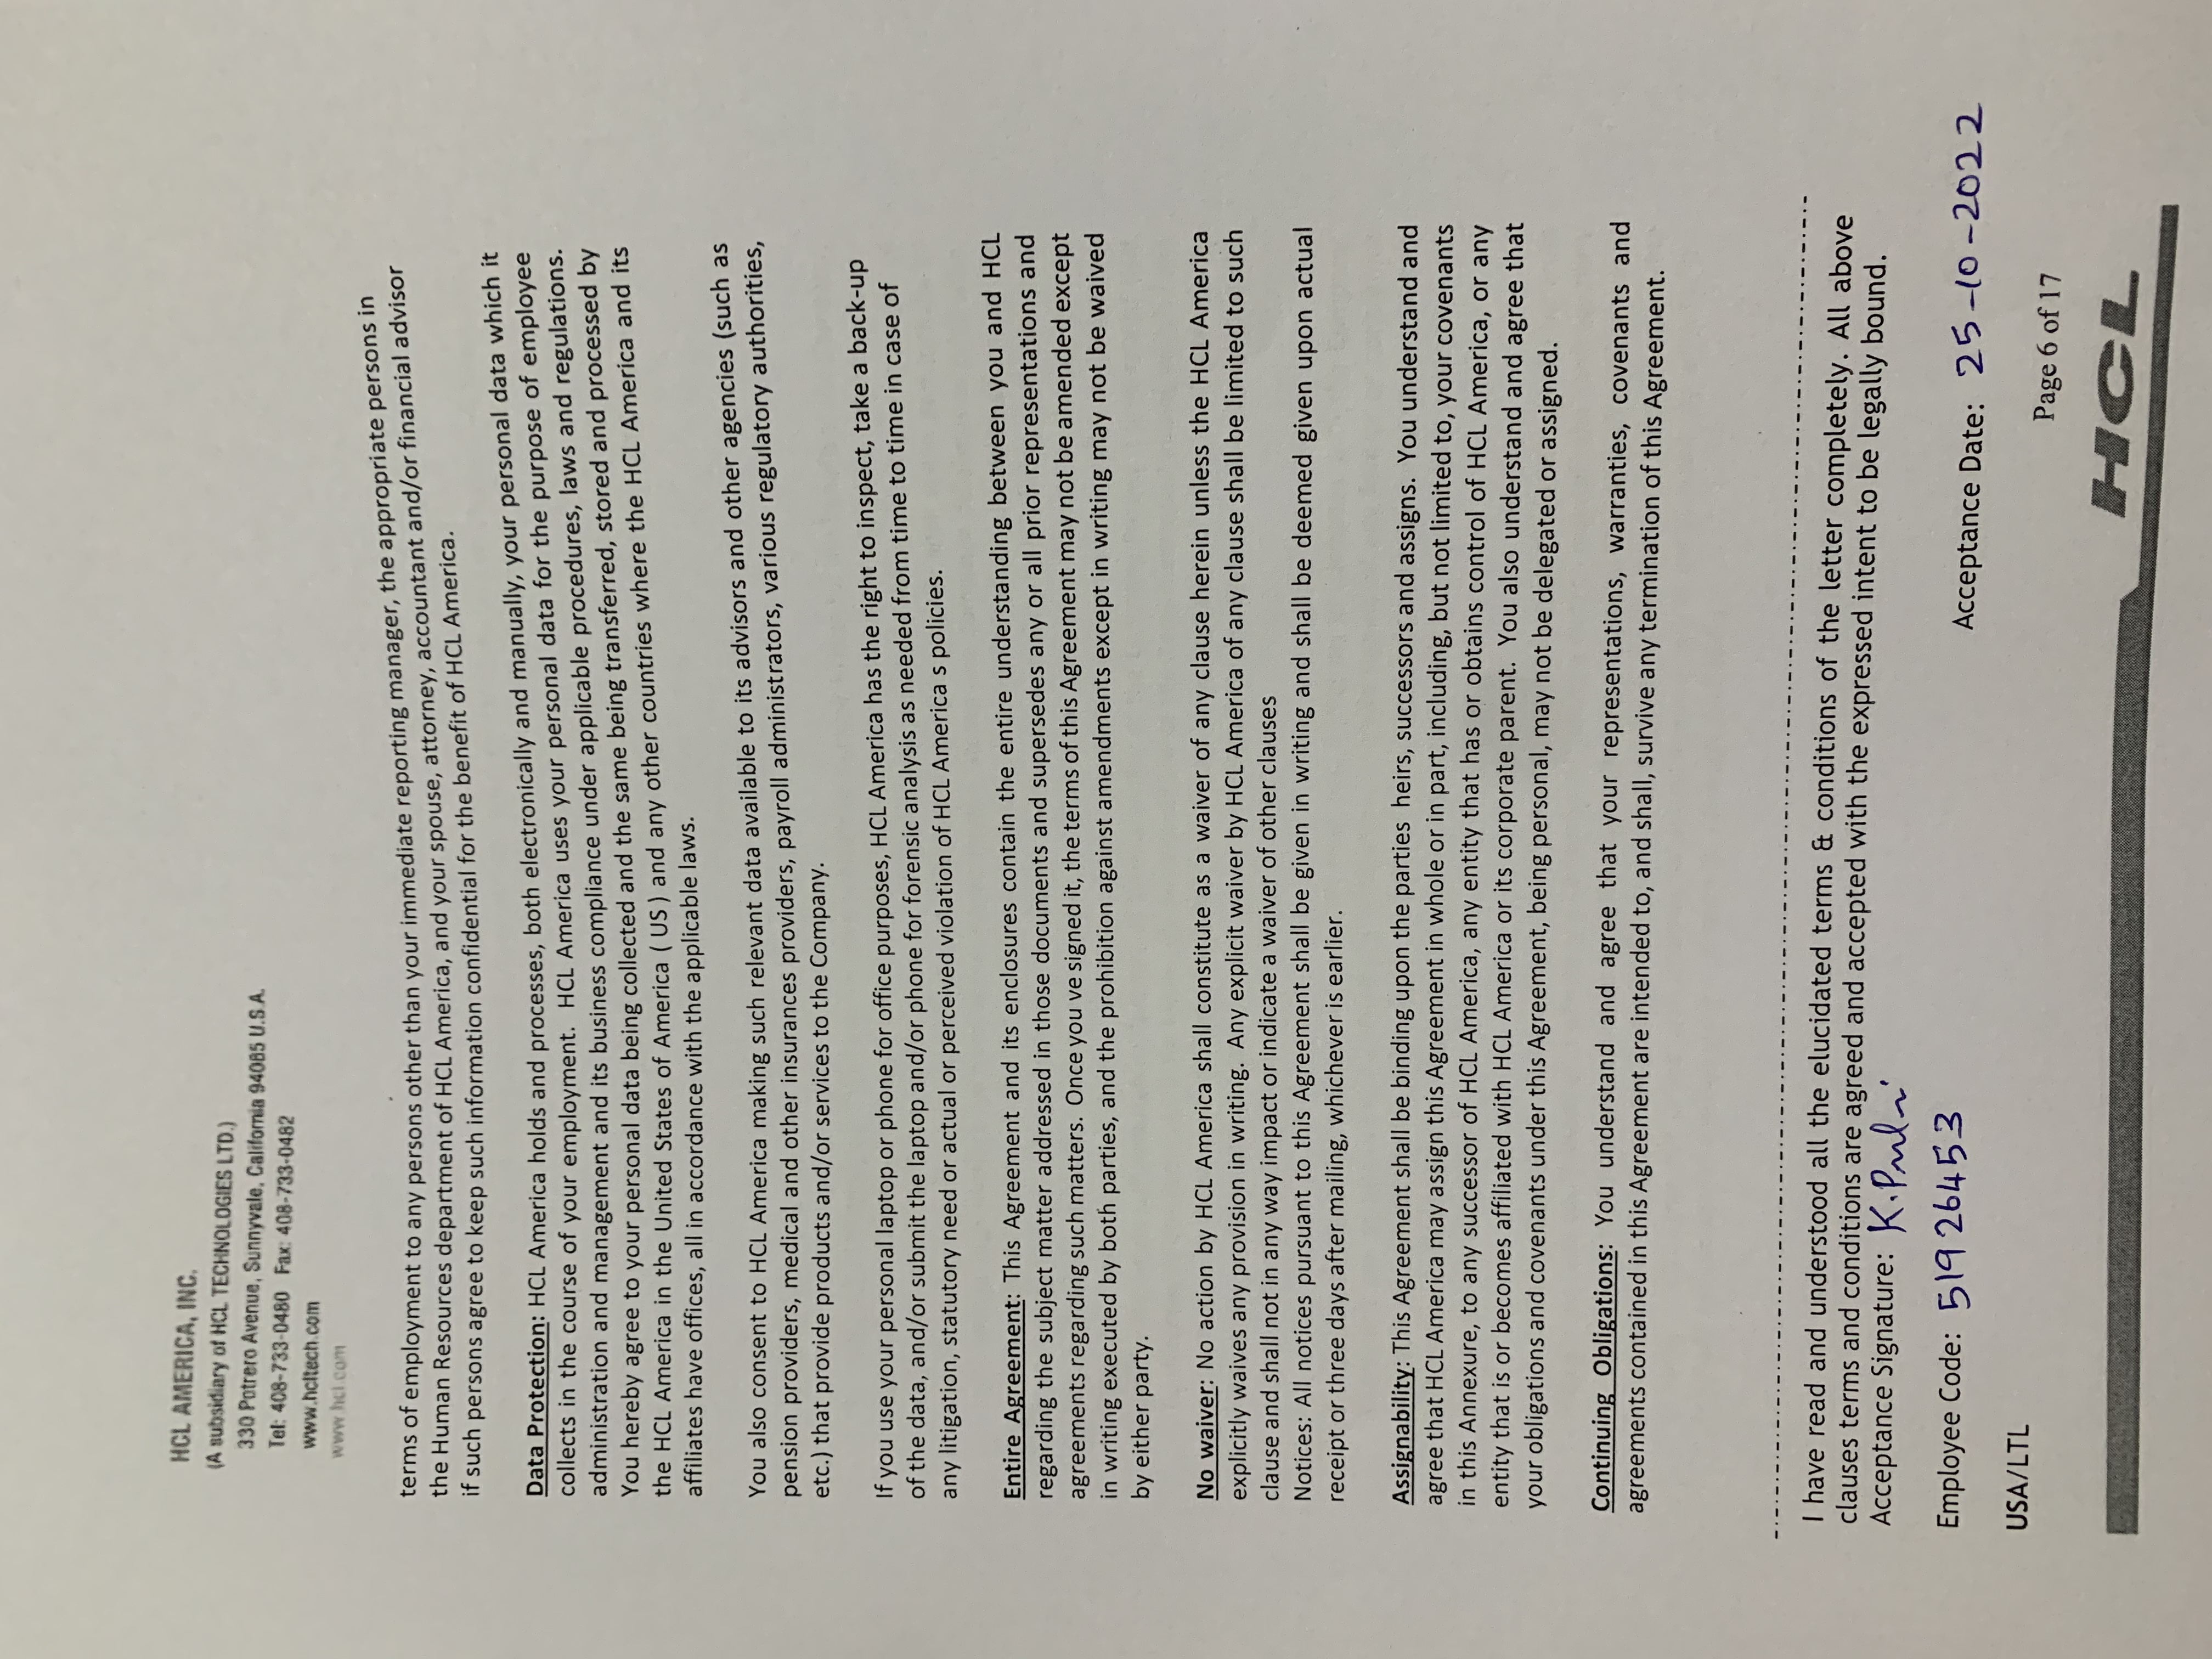 HCL AMERICA, INC.
(A subsidiary of HCL TECHNOLOGIES LTD.)
330 Potrero Avenue, Sunnyvale, California 94085 U.S.A.
Tel: 408-733-0480 Fax: 408-733-0482
www.hcltech.com
www.hcl.com
terms of employment to any persons other than your immediate reporting manager, the appropriate persons in
the Human Resources department of HCL America, and your spouse, attorney, accountant and/or financial advisor
if such persons agree to keep such information confidential for the benefit of HCL America.
Data Protection: HCL America holds and processes, both electronically and manually, your personal data which it
collects in the course of your employment. HCL America uses your personal data for the purpose of employee
administration and management and its business compliance under applicable procedures, laws and regulations.
You hereby agree to your personal data being collected and the same being transferred, stored and processed by
the HCL America in the United States of America ( US ) and any other countries where the HCL America and its
affiliates have offices, all in accordance with the applicable laws.
You also consent to HCL America making such relevant data available to its advisors and other agencies (such as
pension providers, medical and other insurances providers, payroll administrators, various regulatory authorities,
etc.) that provide products and/or services to the Company.
If you use your personal laptop or phone for office purposes, HCL America has the right to inspect, take a back-up
of the data, and/or submit the laptop and/or phone for forensic analysis as needed from time to time in case of
any litigation, statutory need or actual or perceived violation of HCL America s policies.
Entire Agreement: This Agreement and its enclosures contain the entire understanding between you and HCL
regarding the subject matter addressed in those documents and supersedes any or all prior representations and
agreements regarding such matters. Once you ve signed it, the terms of this Agreement may not be amended except
in writing executed by both parties, and the prohibition against amendments except in writing may not be waived
by either party.
No waiver: No action by HCL America shall constitute as a waiver of any clause herein unless the HCL America
explicitly waives any provision in writing. Any explicit waiver by HCL America of any clause shall be limited to such
clause and shall not in any way impact or indicate a waiver of other clauses
Notices: All notices pursuant to this Agreement shall be given in writing and shall be deemed given upon actual
receipt or three days after mailing, whichever is earlier.
Assignability: This Agreement shall be binding upon the parties heirs, successors and assigns. You understand and
agree that HCL America may assign this Agreement in whole or in part, including, but not limited to, your covenants
in this Annexure, to any successor of HCL America, any entity that has or obtains control of HCL America, or any
entity that is or becomes affiliated with HCL America or its corporate parent. You also understand and agree that
your obligations and covenants under this Agreement, being personal, may not be delegated or assigned.
Continuing Obligations: You understand and agree that your representations, warranties, covenants and
agreements contained in this Agreement are intended to, and shall, survive any termination of this Agreement.
I have read and understood all the elucidated terms & conditions of the letter completely. All above
clauses terms and conditions are agreed and accepted with the expressed intent to be legally bound.
Acceptance Signature: K.
Employee Code: 51926453
Acceptance Date: 25-10-2022
USA/LTL
Page 6 of 17
HCL